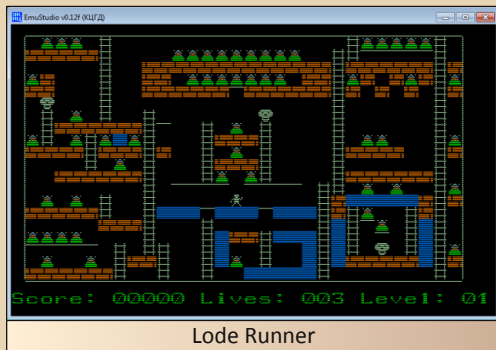 EmuStudio v0.12f (КЦГД)
Score: 00000 Lives: 003 Level: 01
Lode Runner